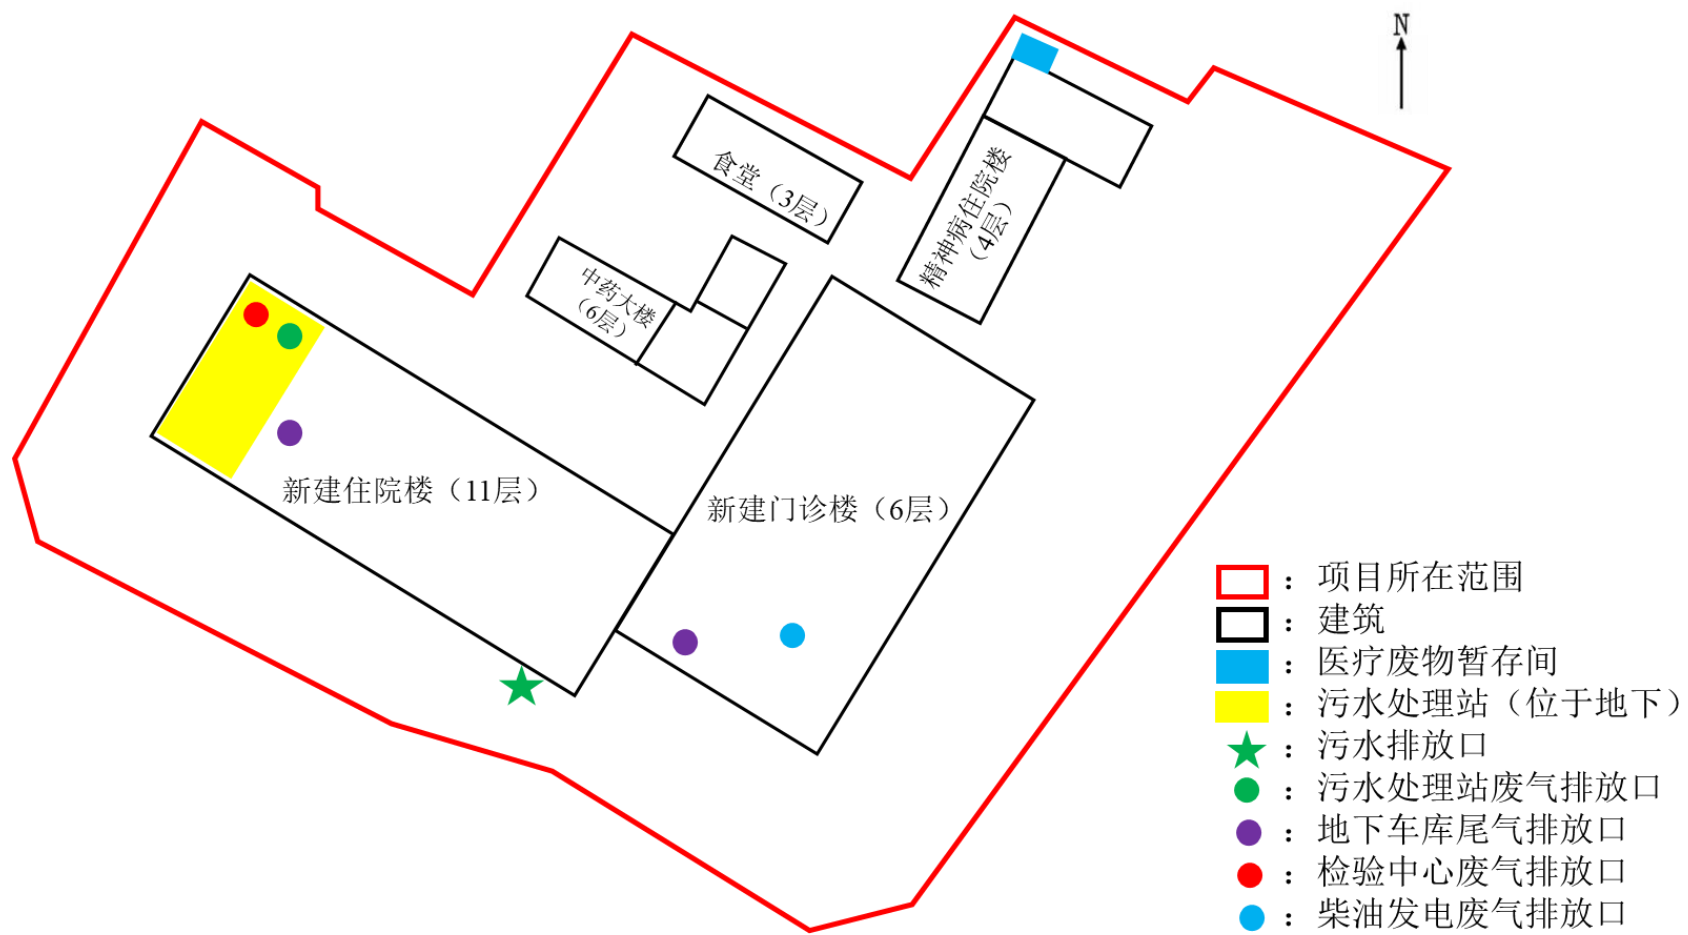 N
食堂（3层）
精神病住院楼
（4层）
中药大楼
（6层）
新建住院楼（11层）
新建门诊楼（6层）
：项目所在范围
：建筑
：医疗废物暂存间
：污水处理站（位于地下）
：污水排放口
：污水处理站废气排放口
：地下车库尾气排放口
：检验中心废气排放口
：柴油发电废气排放口